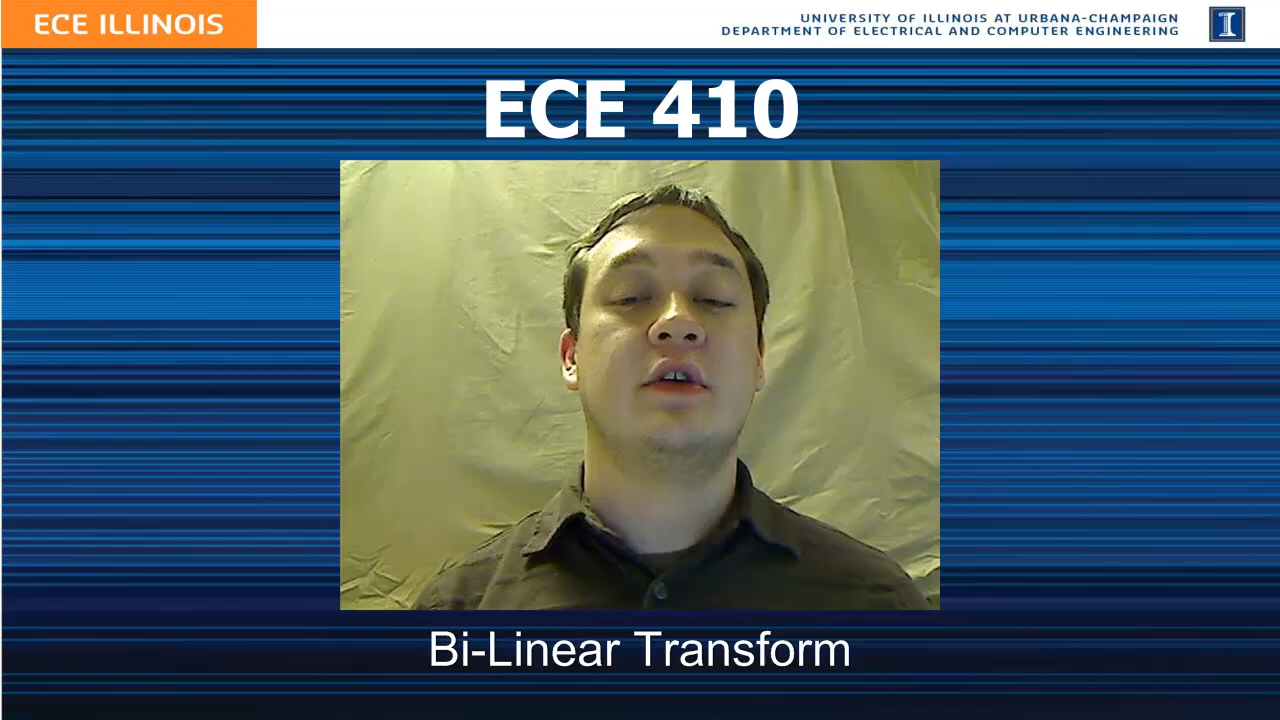 ECE ILLINOIS
UNIVERSITY OF ILLINOIS AT URBANA-CHAMPAIGN
DEPARTMENT OF ELECTRICAL AND COMPUTER ENGINEERING
I
ECE 410
Bi-Linear Transform